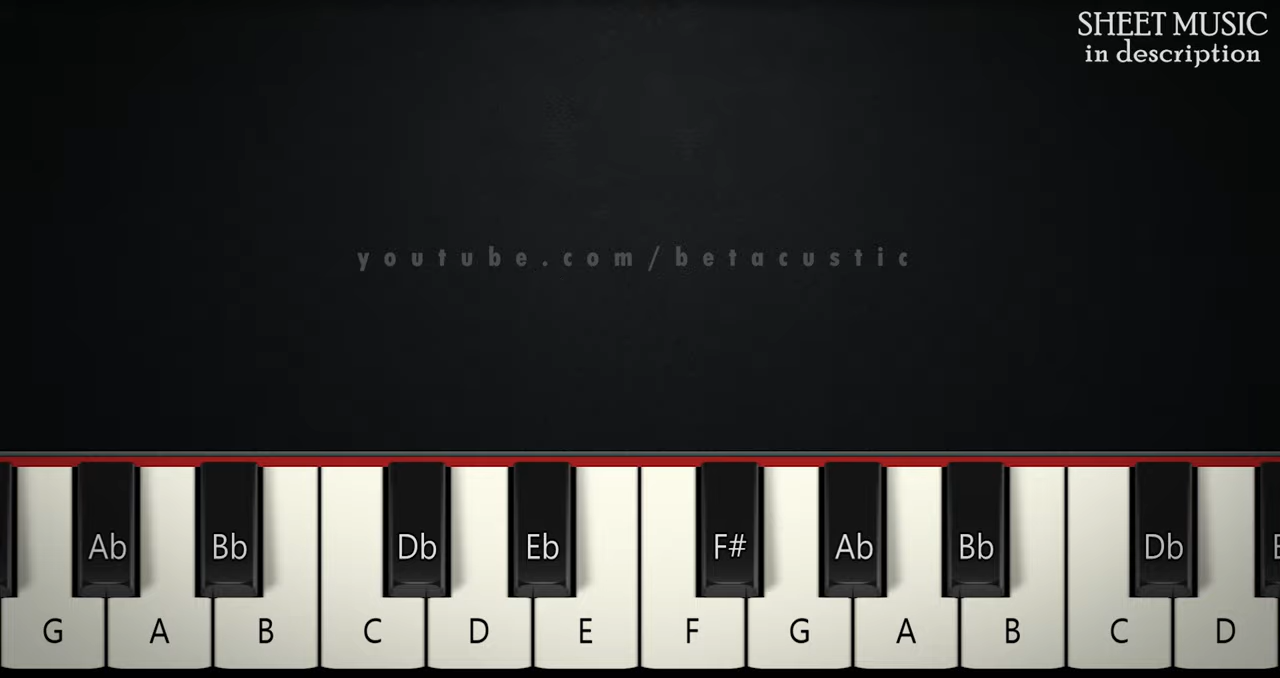 SHEET MUSIC
in description
youtube.com/betacustic
Ab Bb Db Eb F# Ab Bb Db
G A B C D E F G A B C D